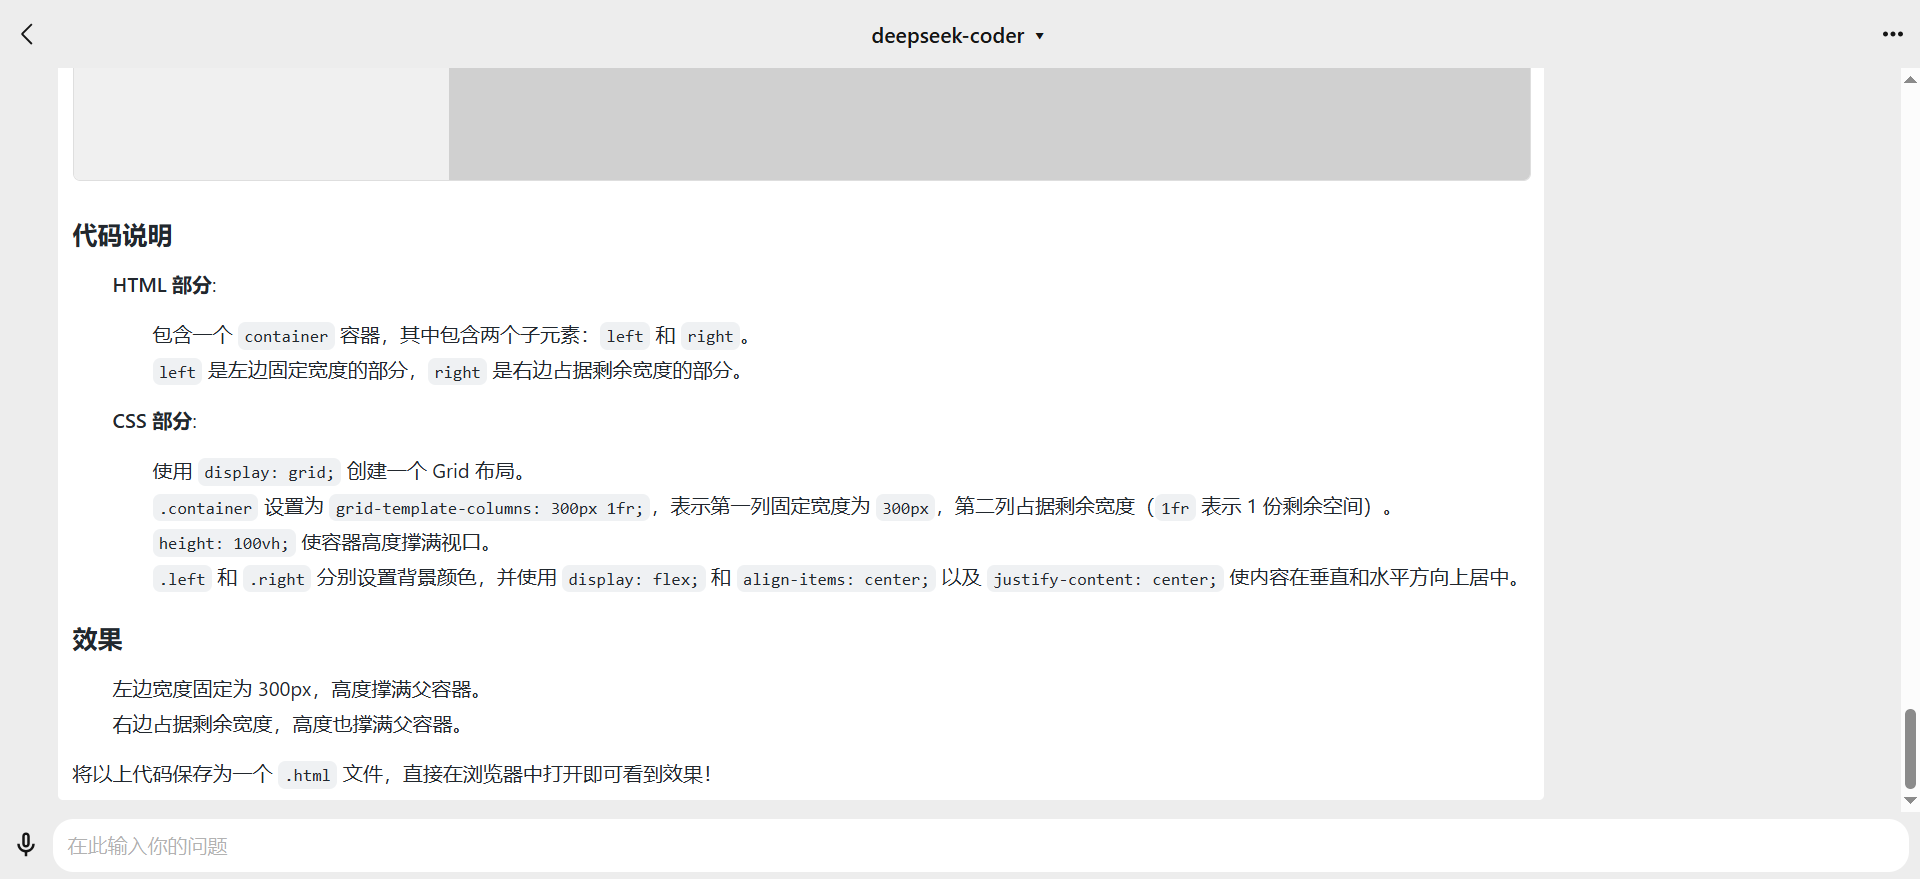 deepseek-coder
代码说明
HTML 部分:
包含一个 container 容器，其中包含两个子元素：left 和 right。
left 是左边固定宽度的部分，right 是右边占据剩余宽度的部分。
CSS 部分:
使用 display: grid; 创建一个 Grid 布局。
.container 设置为 grid-template-columns: 300px 1fr;，表示第一列固定宽度为 300px，第二列占据剩余宽度（1fr 表示 1 份剩余空间）。
height: 100vh; 使容器高度撑满视口。
.left 和 .right 分别设置背景颜色，并使用 display: flex; 和 align-items: center; 以及 justify-content: center; 使内容在垂直和水平方向上居中。
效果
左边宽度固定为 300px，高度撑满父容器。
右边占据剩余宽度，高度也撑满父容器。
将以上代码保存为一个 .html 文件，直接在浏览器中打开即可看到效果！
在此输入你的问题